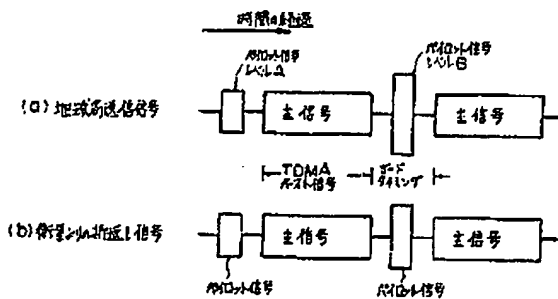 時間の経過
パイロット信号
レベルA
パイロット信号
レベルB
(a) 地球局送信信号
主信号
主信号
TDMA
バースト信号
ガード
タイミング
(b) 衛星よりの折返し信号
主信号
主信号
パイロット信号
パイロット信号